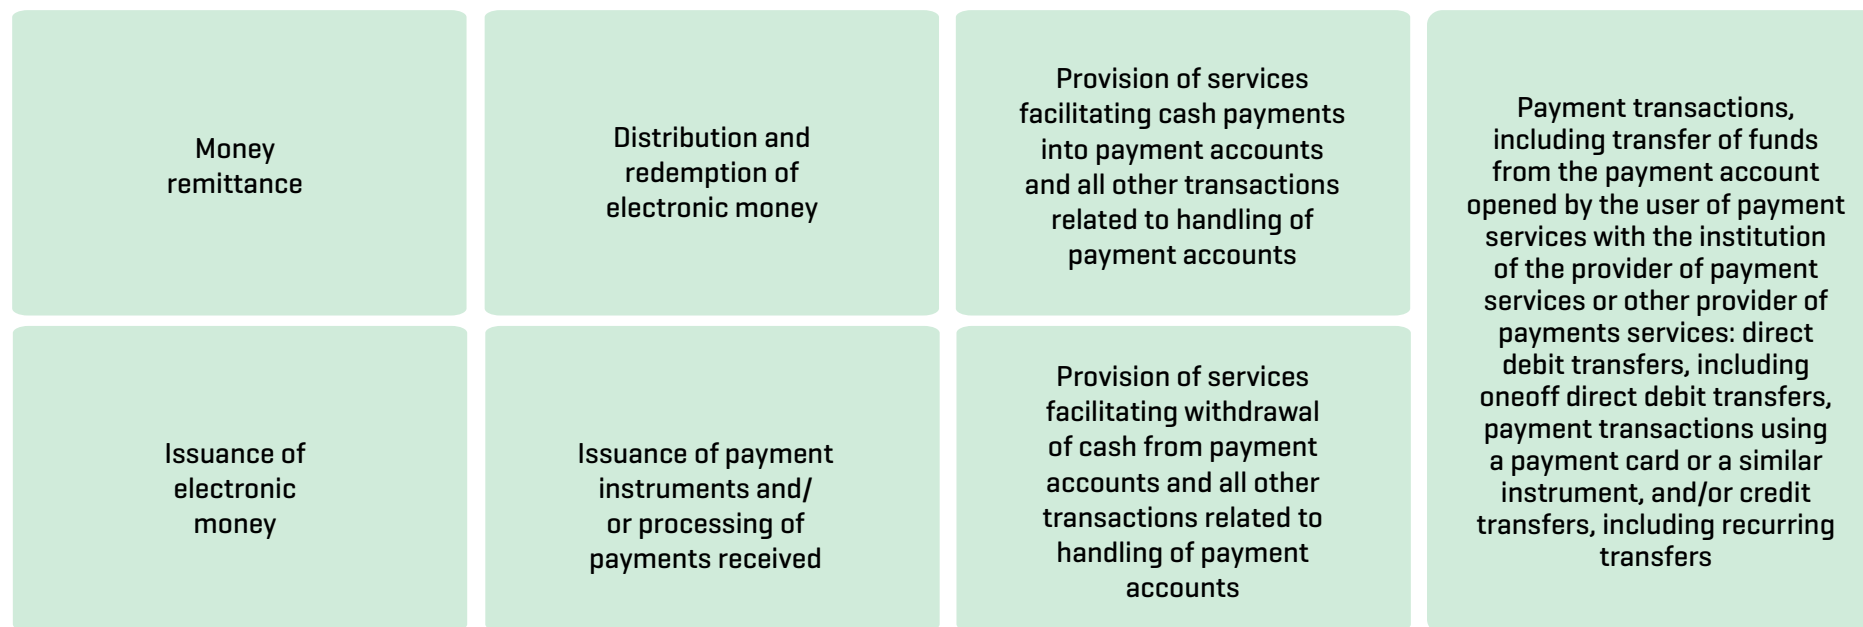 Money
remittance
Distribution and
redemption of
electronic money
Provision of services
facilitating cash payments
into payment accounts
and all other transactions
related to handling of
payment accounts
Payment transactions,
including transfer of funds
from the payment account
opened by the user of payment
services with the institution
of the provider of payment
services or other provider of
payments services: direct
debit transfers, including
oneoff direct debit transfers,
payment transactions using
a payment card or a similar
instrument, and/or credit
transfers, including recurring
transfers
Issuance of
electronic
money
Issuance of payment
instruments and/
or processing of
payments received
Provision of services
facilitating withdrawal
of cash from payment
accounts and all other
transactions related to
handling of payment
accounts